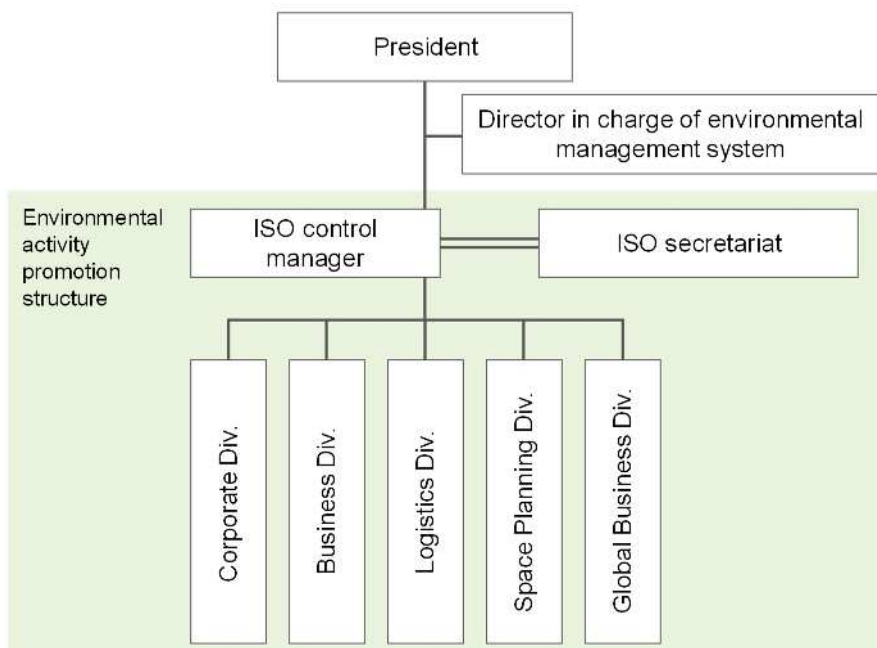 President
Director in charge of environmental
management system
Environmental
activity
promotion
structure
ISO control
manager
ISO secretariat
Corporate Div.
Business Div.
Logistics Div.
Space Planning Div.
Global Business Div.